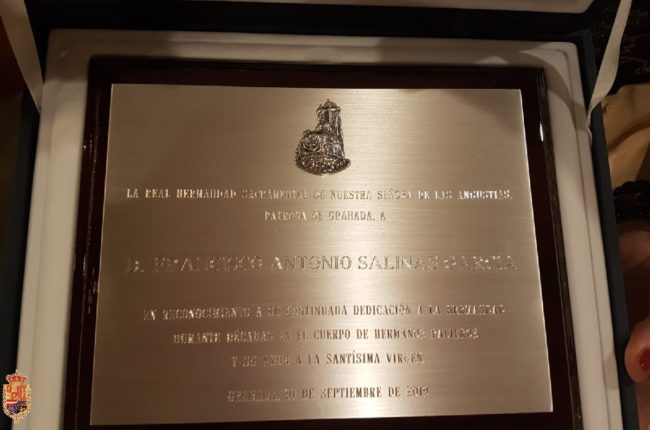 LA REAL HERMANDAD SACRAMENTAL DE NUESTRA SEÑORA DE LAS ANGUSTIAS,
PATRONA DE GRANADA, A
D. FRANCISCO ANTONIO SALINAS GARCÍA
EN RECONOCIMIENTO A SU CONTINUADA DEDICACIÓN A LA HERMANDAD
DURANTE DÉCADAS EN EL CUERPO DE HERMANOS
Y SU AMOR A LA SANTÍSIMA VIRGEN.
GRANADA, DE SEPTIEMBRE DE